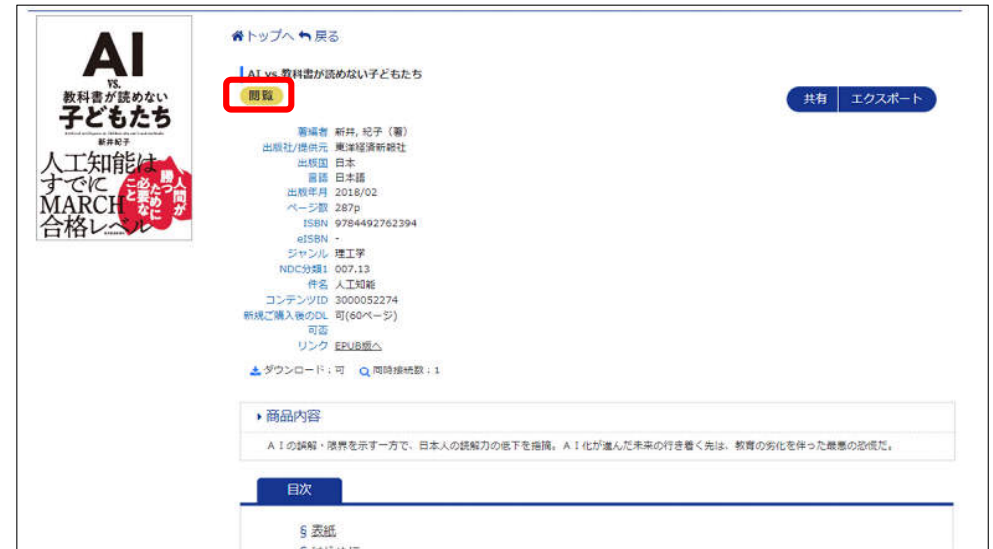 AI
vs.
教科書が読めない
子どもたち
新井紀子
人工知能は
すでに
MARCH
合格レベル
人間が
勝つ
ために
必要な
こと
トップへ 戻る
AI vs.教科書が読めない子どもたち
閲覧
共有 エクスポート
著編者 新井, 紀子（著）
出版社/提供元 東洋経済新報社
出版国 日本
言語 日本語
出版年月 2018/02
ページ数 287p
ISBN 9784492762394
eISBN -
ジャンル 理工学
NDC分類1 007.13
件名 人工知能
コンテンツID 3000052274
新規ご購入後のDL 可(60ページ)
可否
リンク EPUB版へ
ダウンロード：可 同時接続数：1
商品内容
ＡＩの誤解・限界を示す一方で、日本人の読解力の低下を指摘。ＡＩ化が進んだ未来の行き着く先は、教育の劣化を伴った最悪の恐慌だ。
目次
§ 表紙